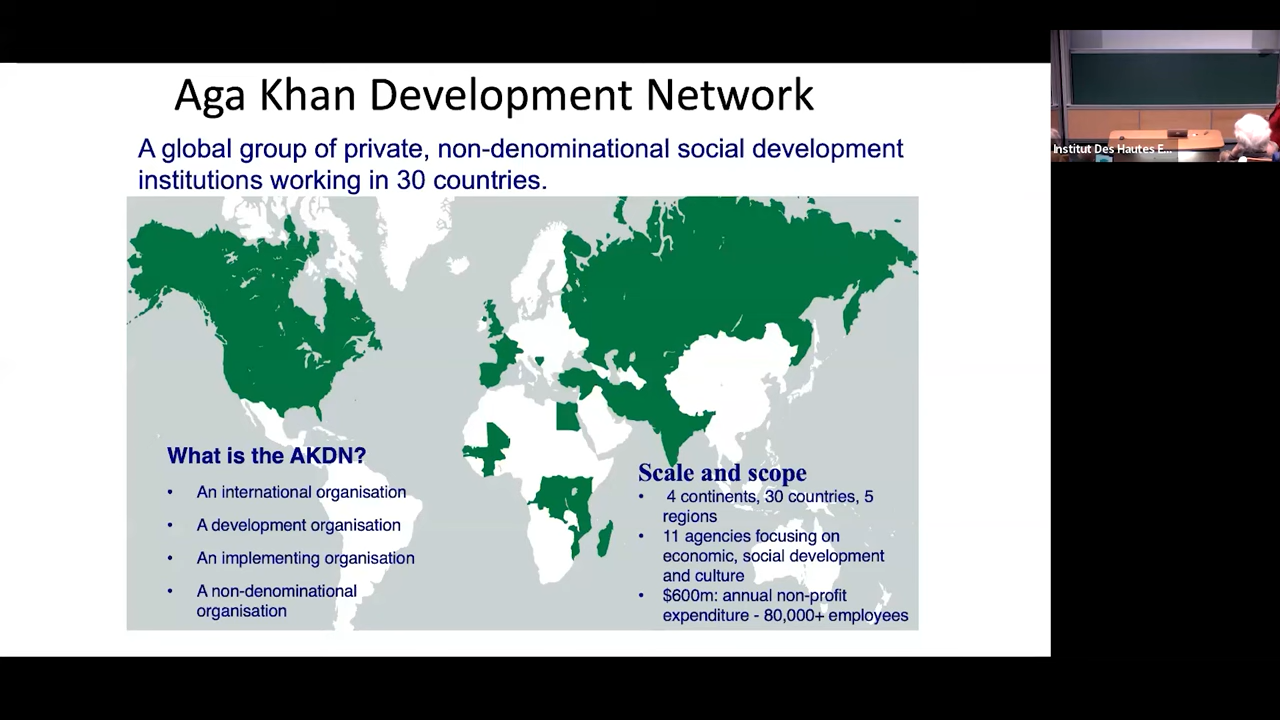 Aga Khan Development Network
A global group of private, non-denominational social development
institutions working in 30 countries.
What is the AKDN?
• An international organisation
• A development organisation
• An implementing organisation
• A non-denominational
organisation
Scale and scope
• 4 continents, 30 countries, 5
regions
• 11 agencies focusing on
economic, social development
and culture
• $600m: annual non-profit
expenditure - 80,000+ employees
Institut Des Hautes E...